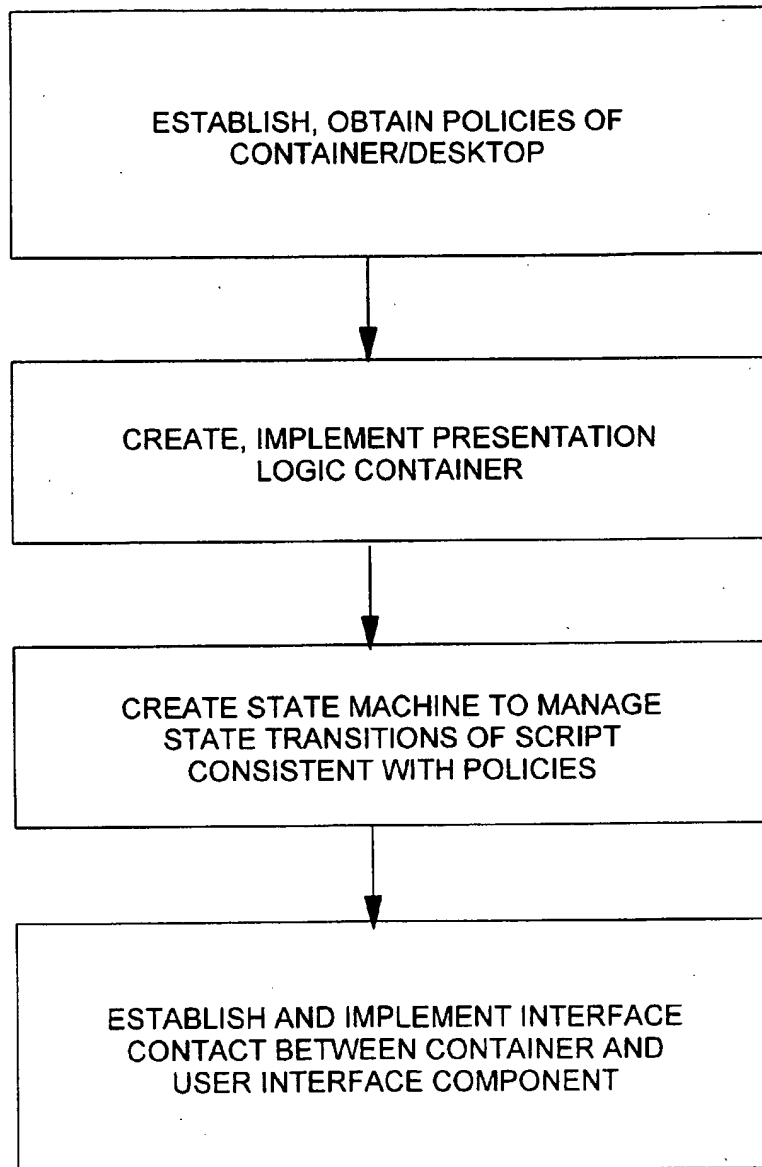 ESTABLISH, OBTAIN POLICIES OF
CONTAINER/DESKTOP
CREATE, IMPLEMENT PRESENTATION
LOGIC CONTAINER
CREATE STATE MACHINE TO MANAGE
STATE TRANSITIONS OF SCRIPT
CONSISTENT WITH POLICIES
ESTABLISH AND IMPLEMENT INTERFACE
CONTACT BETWEEN CONTAINER AND
USER INTERFACE COMPONENT